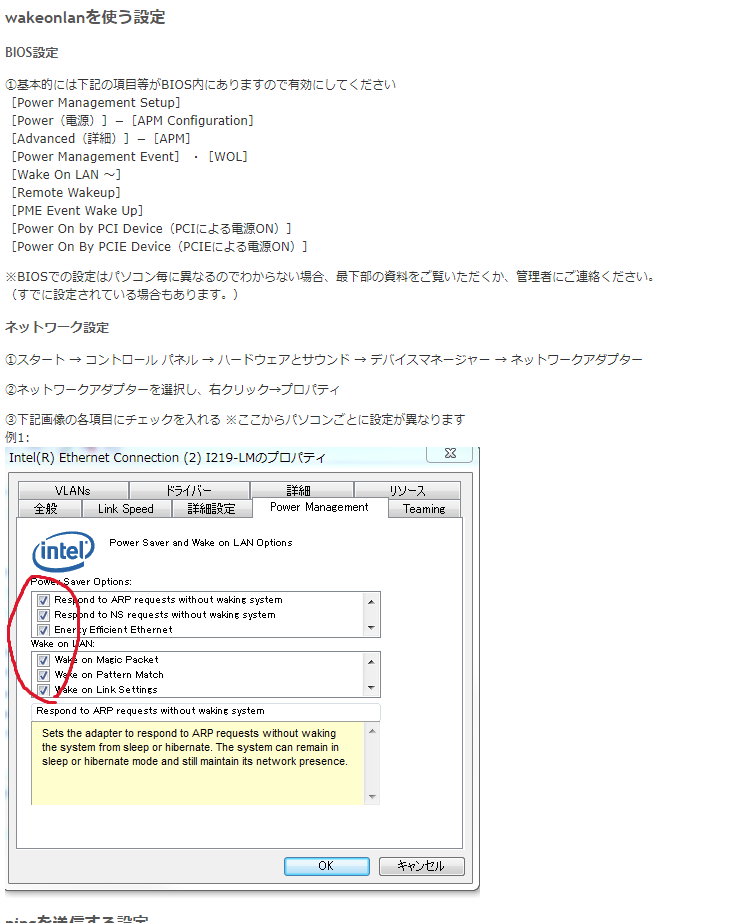 wakeonlanを使う設定
BIOS設定
①基本的には下記の項目等がBIOS内にありますので有効にしてください
［Power Management Setup］
［Power（電源）］–［APM Configuration］
［Advanced（詳細）］–［APM］
［Power Management Event］ ・［WOL］
［Wake On LAN ～］
［Remote Wakeup］
［PME Event Wake Up］
［Power On by PCI Device（PCIによる電源ON）］
［Power On By PCIE Device（PCIEによる電源ON）］
※BIOSでの設定はパソコン毎に異なるのでわからない場合、最下部の資料をご覧いただくか、管理者にご連絡ください。
（すでに設定されている場合もあります。）
ネットワーク設定
①スタート → コントロール パネル → ハードウェアとサウンド → デバイスマネージャー → ネットワークアダプター
②ネットワークアダプターを選択し、右クリック→プロパティ
③下記画像の各項目にチェックを入れる ※ここからパソコンごとに設定が異なります
例1:
Intel(R) Ethernet Connection (2) I219-LMのプロパティ
VLANs ドライバー 詳細 リソース
全般 Link Speed 詳細設定 Power Management Teaming
intel Power Saver and Wake on LAN Options
Power Saver Options:
Respond to ARP requests without waking system
Respond to NS requests without waking system
Energy Efficient Ethernet
Wake on LAN:
Wake on Magic Packet
Wake on Pattern Match
Wake on Link Settings
Respond to ARP requests without waking system
Sets the adapter to respond to ARP requests without waking
the system from sleep or hibernate. The system can remain in
sleep or hibernate mode and still maintain its network presence.
OK キャンセル
pingを送信する設定